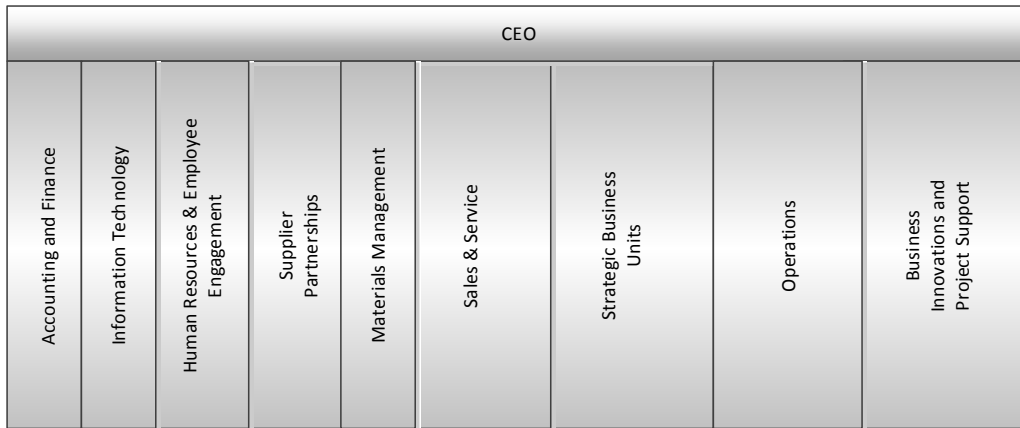 CEO
Accounting and Finance
Information Technology
Human Resources & Employee
Engagement
Supplier
Partnerships
Materials Management
Sales & Service
Strategic Business
Units
Operations
Business
Innovations and
Project Support